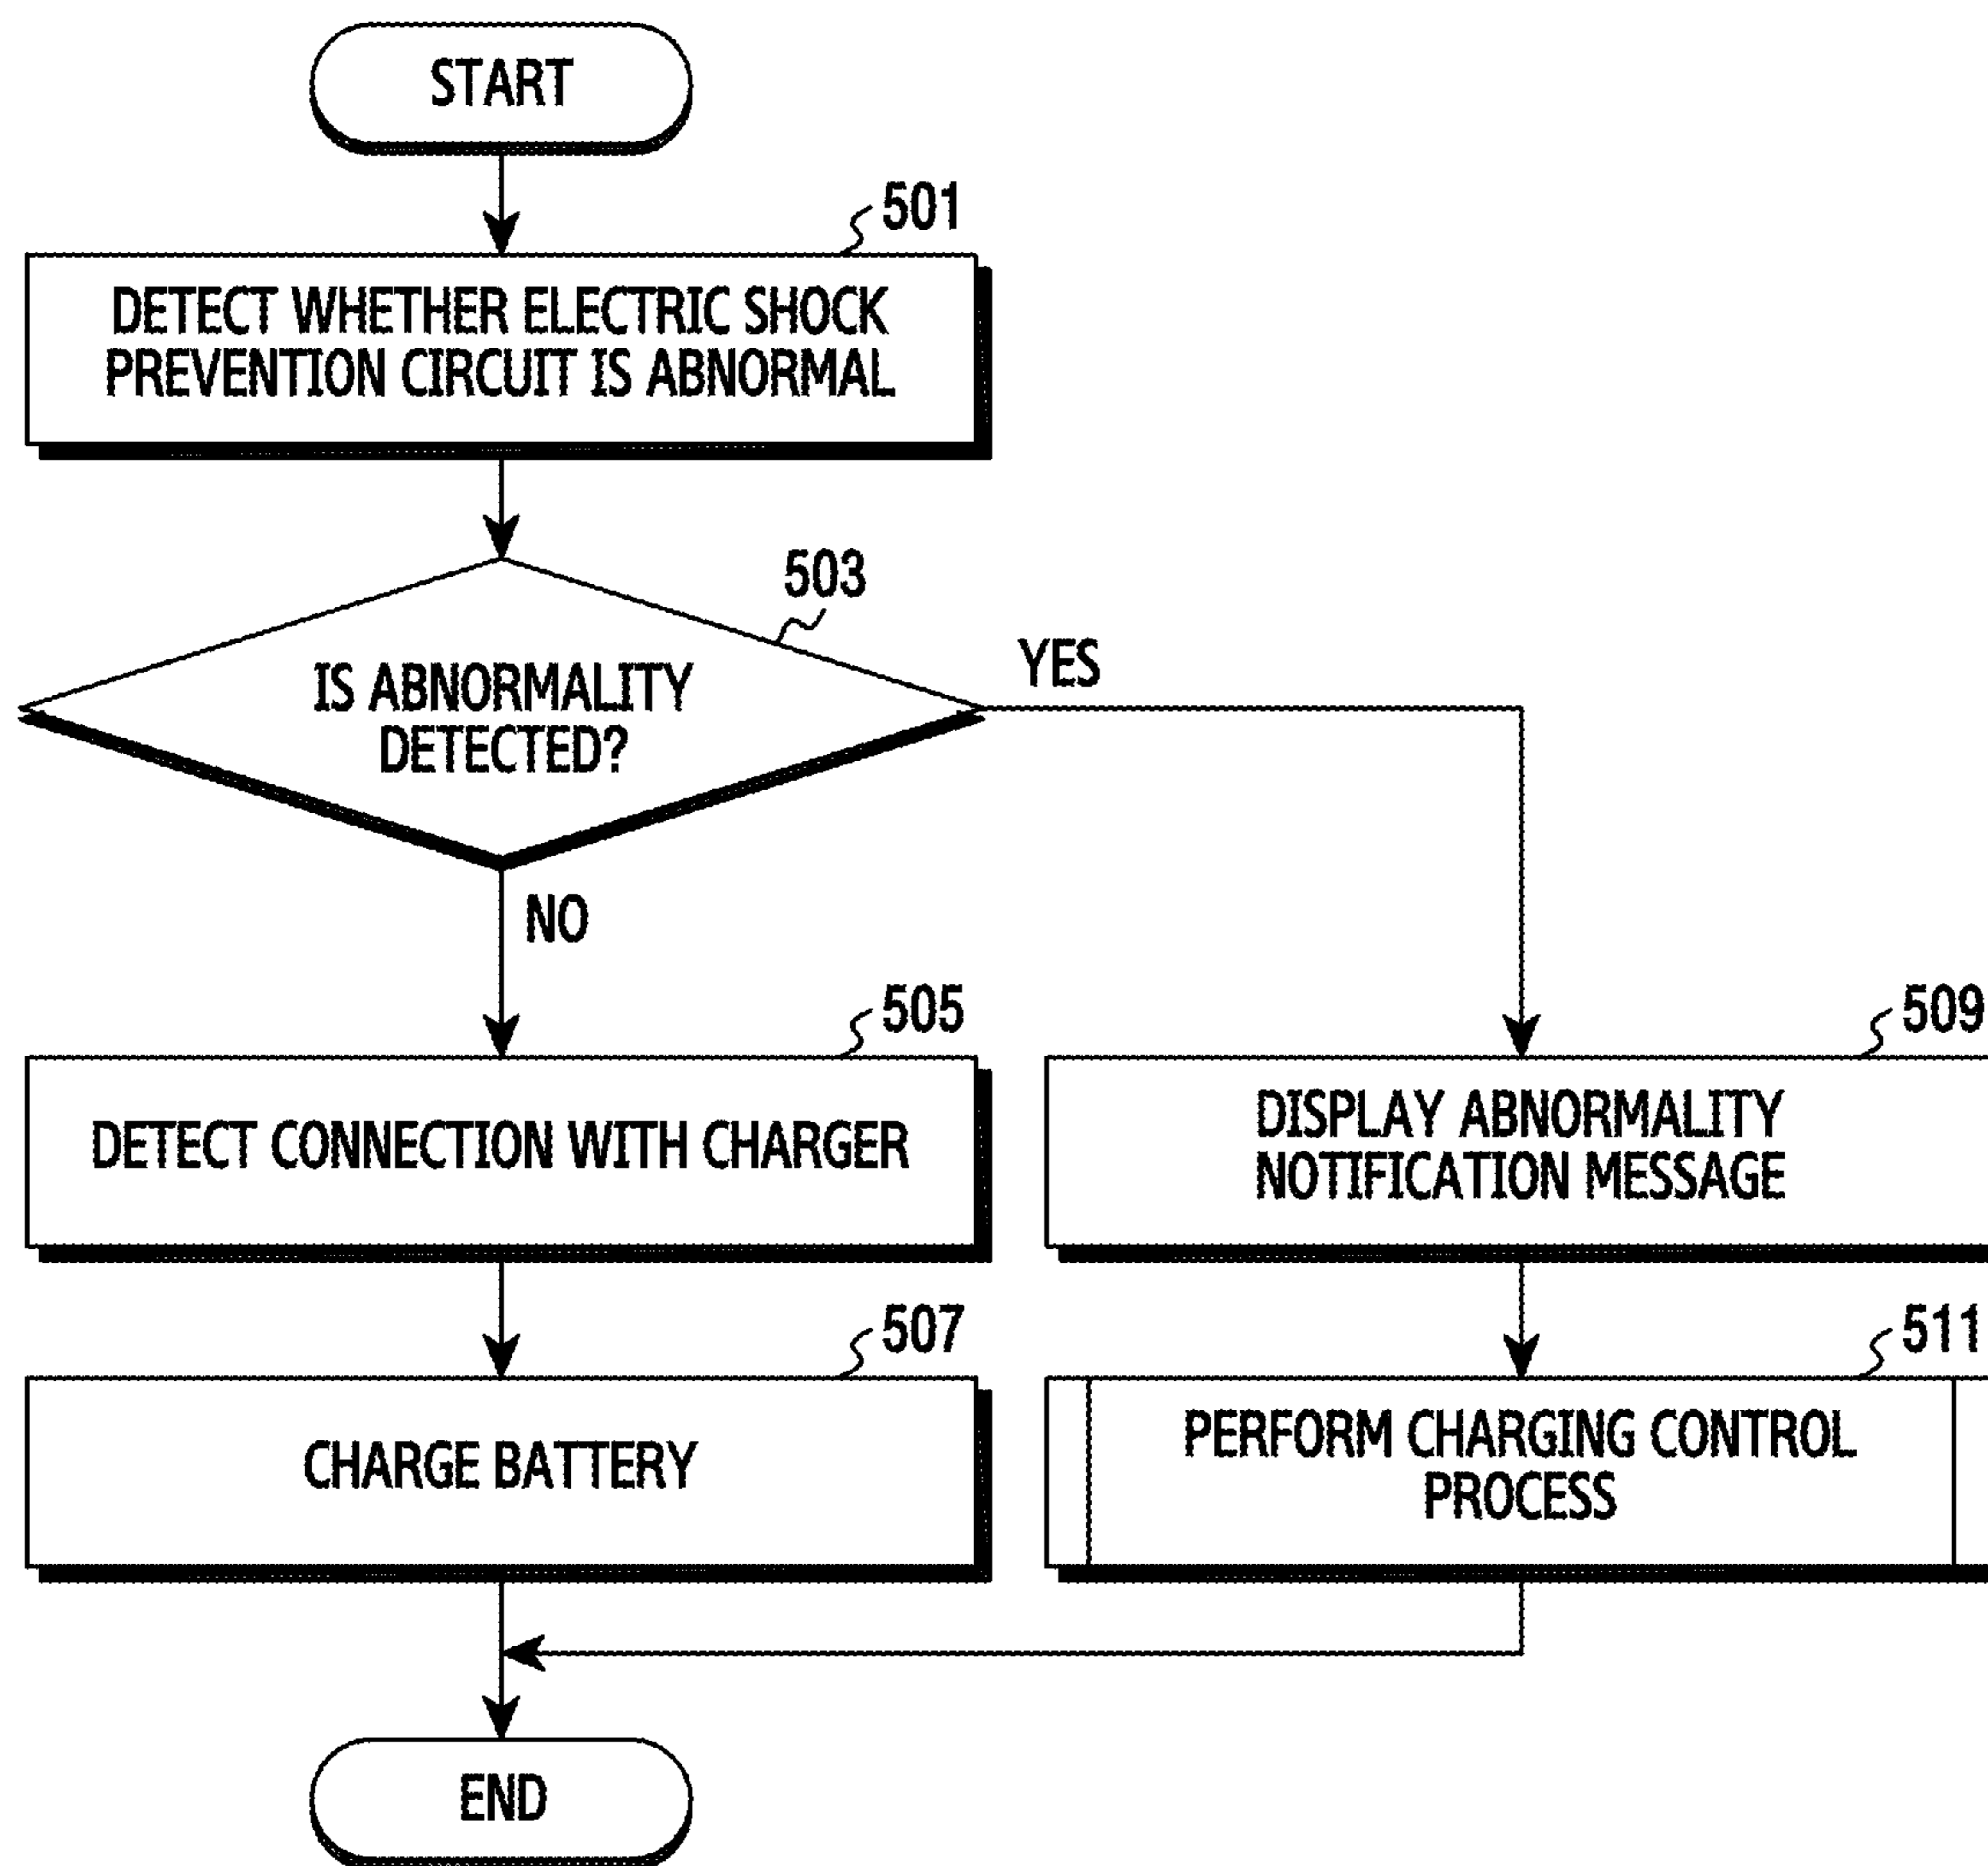 START
501
DETECT WHETHER ELECTRIC SHOCK
PREVENTION CIRCUIT IS ABNORMAL
503
IS ABNORMALITY
DETECTED?
YES
NO
505
DETECT CONNECTION WITH CHARGER
509
DISPLAY ABNORMALITY
NOTIFICATION MESSAGE
507
CHARGE BATTERY
511
PERFORM CHARGING CONTROL
PROCESS
END